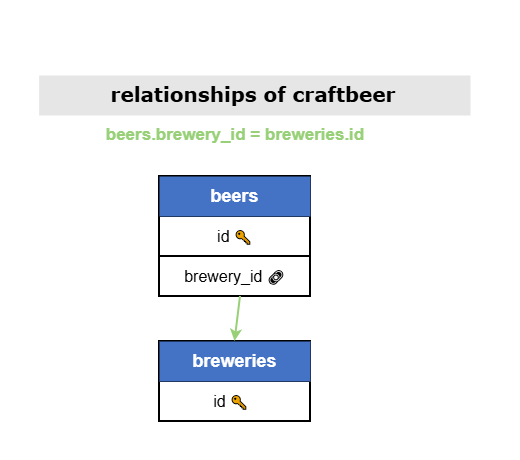 relationships of craftbeer
beers.brewery_id = breweries.id
beers
id
brewery_id
breweries
id